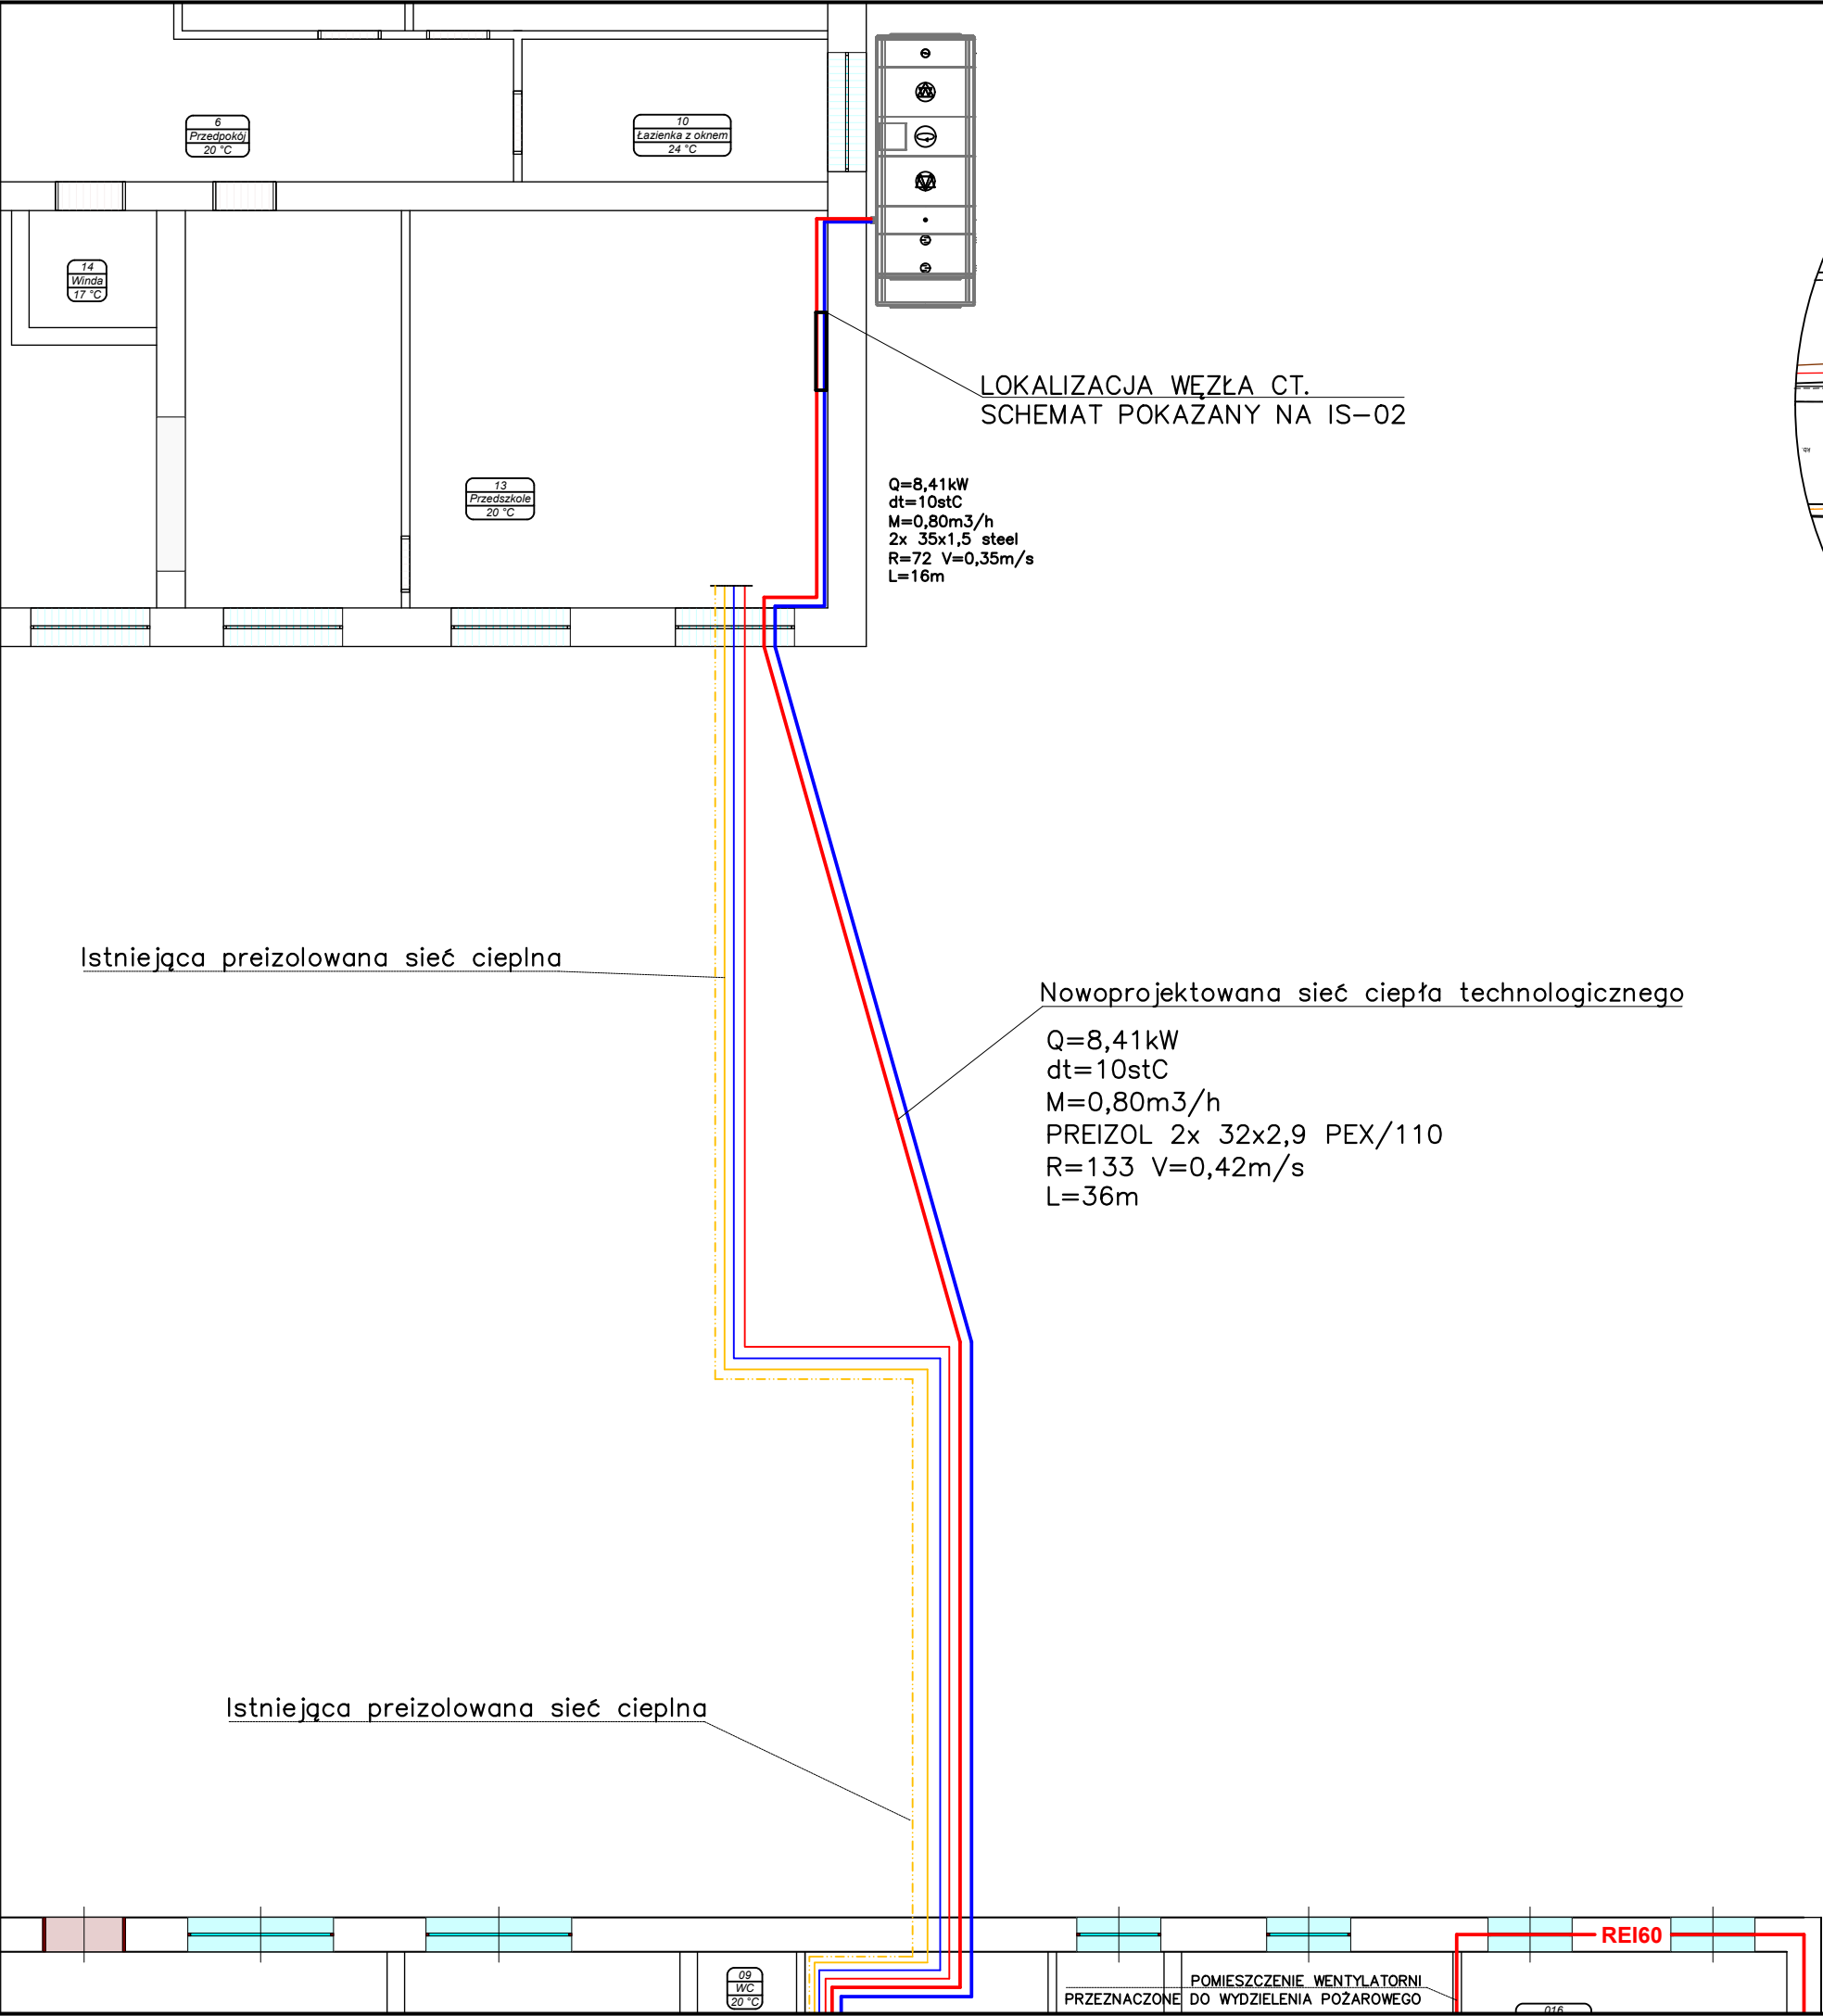 6
Przedpokój
20 °C
10
Łazienka z oknem
24 °C
14
Winda
17 °C
LOKALIZACJA WĘZŁA CT.
SCHEMAT POKAZANY NA IS-02
13
Przedszkole
20 °C
Q=8,41kW
dt=10stC
M=0,80m3/h
2x 35x1,5 steel
R=72 V=0,35m/s
L=16m
Istniejąca preizolowana sieć cieplna
Nowoprojektowana sieć ciepła technologicznego
Q=8,41kW
dt=10stC
M=0,80m3/h
PREIZOL 2x 32x2,9 PEX/110
R=133 V=0,42m/s
L=36m
Istniejąca preizolowana sieć cieplna
REI60
09
WC
20 °C
POMIESZCZENIE WENTYLATORNI
PRZEZNACZONE DO WYDZIELENIA POŻAROWEGO
016